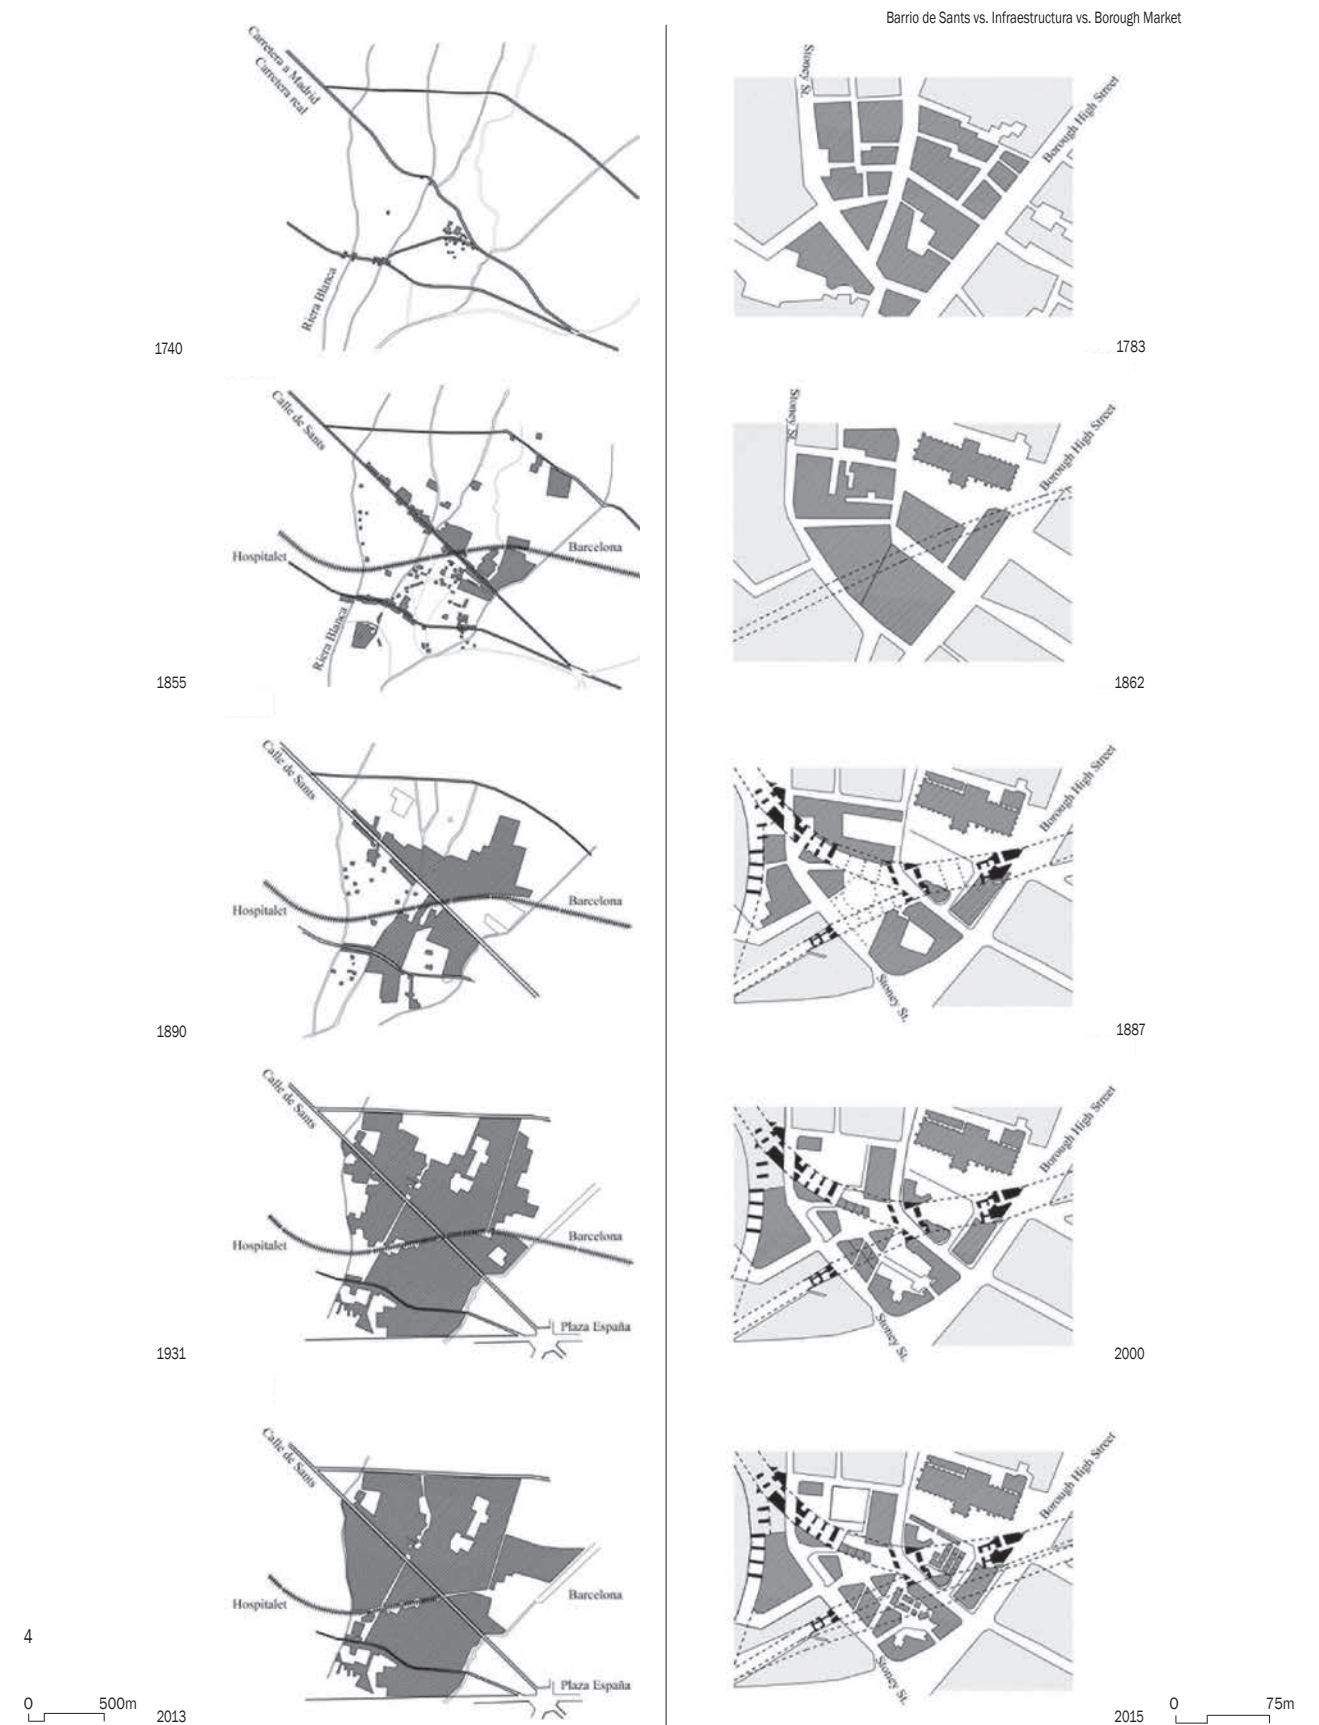 Barrio de Sants vs. Infraestructura vs. Borough Market
Carretera a Madrid
Carretera real
Riera Blanca
1740
Stoney St.
Borough High Street
1783
Calle de Sants
Hospitalet
Barcelona
Riera Blanca
1855
Stoney St.
Borough High Street
1862
Calle de Sants
Hospitalet
Barcelona
1890
Borough High Street
Stoney St.
1887
Calle de Sants
Hospitalet
Barcelona
Plaza España
1931
Borough High Street
Stoney St.
2000
Calle de Sants
Hospitalet
Barcelona
Plaza España
4
0 500m
2013
Borough High Street
Stoney St.
2015
0 75m